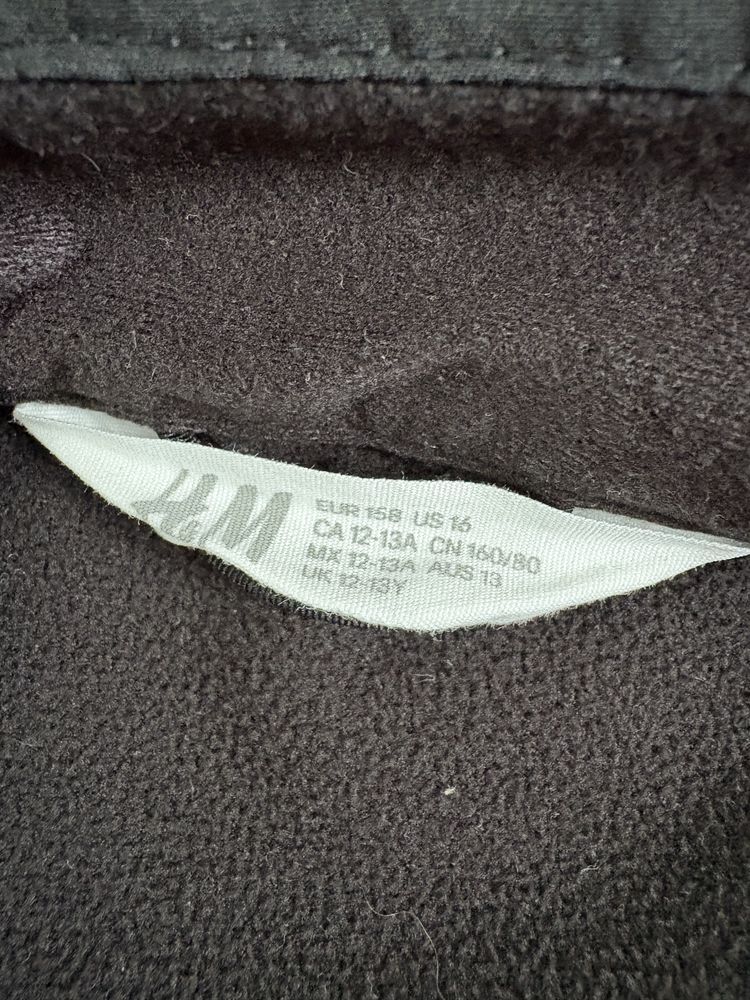 H&M
EUR 158 US 16
CA 12-13A CN 160/80
MX 12-13A AUS 13
UK 12-13Y